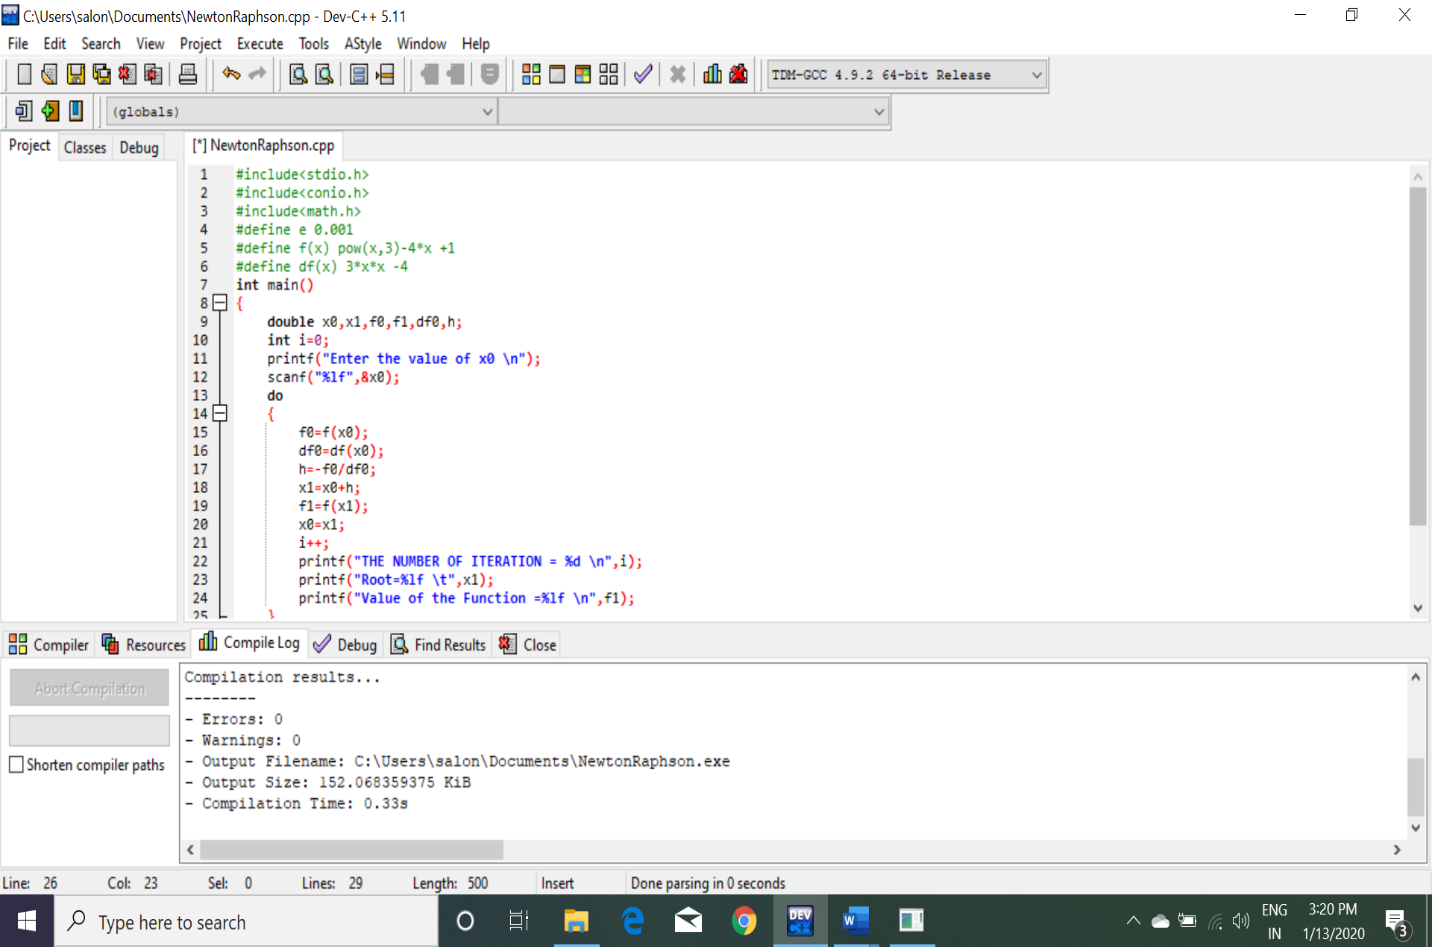 C:\Users\salon\Documents\NewtonRaphson.cpp - Dev-C++ 5.11
File Edit Search View Project Execute Tools AStyle Window Help
TDM-GCC 4.9.2 64-bit Release
(globals)
Project Classes Debug [*] NewtonRaphson.cpp
1 #include<stdio.h>
2 #include<conio.h>
3 #include<math.h>
4 #define e 0.001
5 #define f(x) pow(x,3)-4*x +1
6 #define df(x) 3*x*x -4
7 int main()
8 {
9 double x0,x1,f0,f1,df0,h;
10 int i=0;
11 printf("Enter the value of x0 \n");
12 scanf("%lf",&x0);
13 do
14 {
15 f0=f(x0);
16 df0=df(x0);
17 h=-f0/df0;
18 x1=x0+h;
19 f1=f(x1);
20 x0=x1;
21 i++;
22 printf("THE NUMBER OF ITERATION = %d \n",i);
23 printf("Root=%lf \t",x1);
24 printf("Value of the Function =%lf \n",f1);
25 }
Compiler Resources Compile Log Debug Find Results Close
Abort Compilation
Shorten compiler paths
Compilation results...
--------
- Errors: 0
- Warnings: 0
- Output Filename: C:\Users\salon\Documents\NewtonRaphson.exe
- Output Size: 152.068359375 KiB
- Compilation Time: 0.33s
Line: 26 Col: 23 Sel: 0 Lines: 29 Length: 500 Insert Done parsing in 0 seconds
Type here to search
DEV C++
W
ENG
IN
3:20 PM
1/13/2020
3